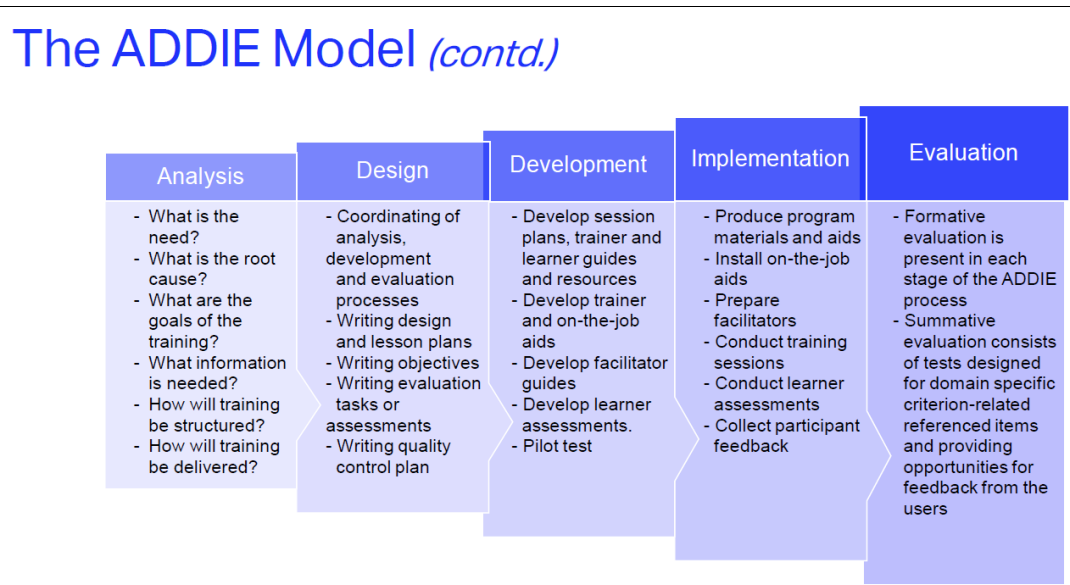 The ADDIE Model (contd.)
Analysis
- What is the
need?
- What is the root
cause?
- What are the
goals of the
training?
- What information
is needed?
- How will training
be structured?
- How will training
be delivered?
Design
- Coordinating of
analysis,
development
and evaluation
processes
- Writing design
and lesson plans
- Writing objectives
- Writing evaluation
tasks or
assessments
- Writing quality
control plan
Development
- Develop session
plans, trainer and
learner guides
and resources
- Develop trainer
and on-the-job
aids
- Develop facilitator
guides
- Develop learner
assessments.
- Pilot test
Implementation
- Produce program
materials and aids
- Install on-the-job
aids
- Prepare
facilitators
- Conduct training
sessions
- Conduct learner
assessments
- Collect participant
feedback
Evaluation
- Formative
evaluation is
present in each
stage of the ADDIE
process
- Summative
evaluation consists
of tests designed
for domain specific
criterion-related
referenced items
and providing
opportunities for
feedback from the
users